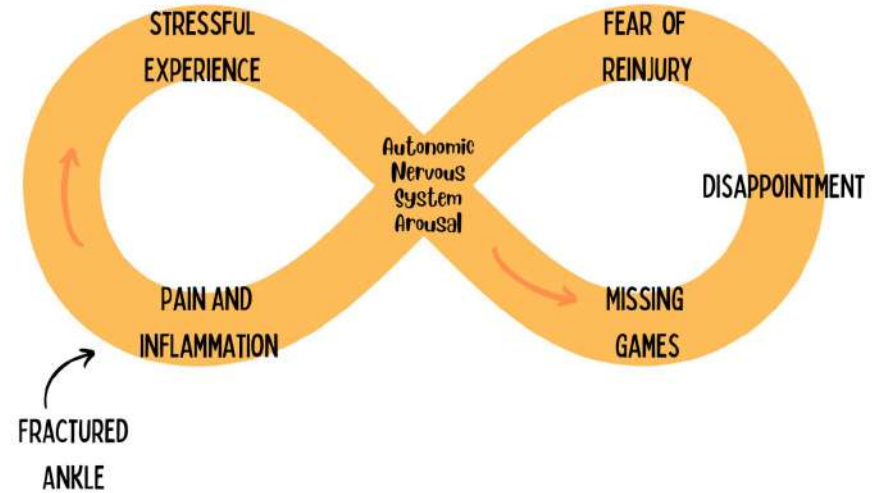 STRESSFUL
EXPERIENCE
FEAR OF
REINJURY
Autonomic
Nervous
System
Arousal
DISAPPOINTMENT
PAIN AND
INFLAMMATION
MISSING
GAMES
FRACTURED
ANKLE